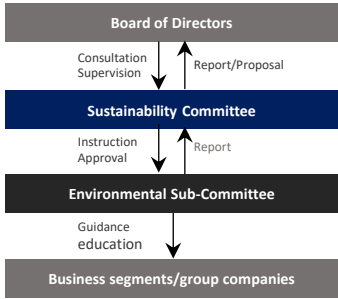 Board of Directors
Consultation
Supervision
Report/Proposal
Sustainability Committee
Instruction
Approval
Report
Environmental Sub-Committee
Guidance
education
Business segments/group companies